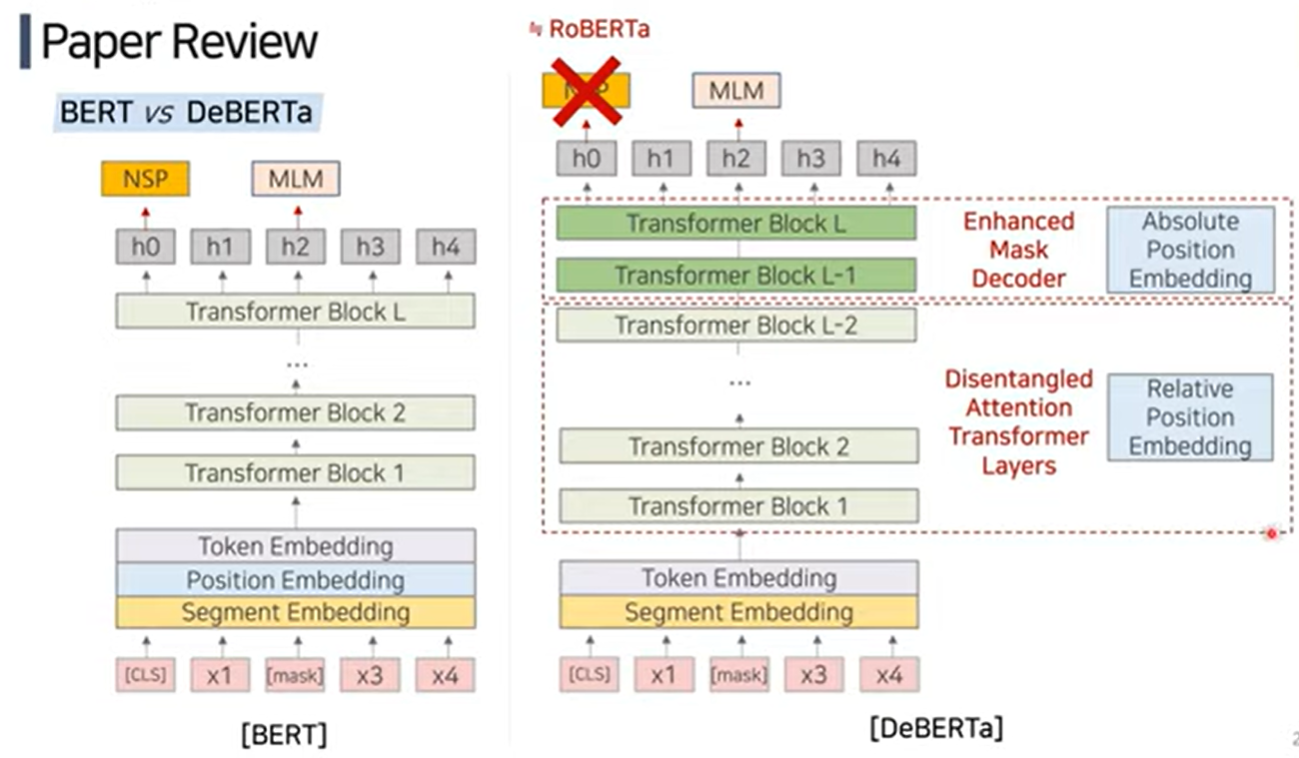 Paper Review
BERT vs DeBERTa
NSP
MLM
h0
h1
h2
h3
h4
Transformer Block L
...
Transformer Block 2
Transformer Block 1
Token Embedding
Position Embedding
Segment Embedding
[CLS]
x1
[mask]
x3
x4
[BERT]
≒ RoBERTa
NSP
MLM
h0
h1
h2
h3
h4
Transformer Block L
Transformer Block L-1
Enhanced
Mask
Decoder
Absolute
Position
Embedding
Transformer Block L-2
...
Transformer Block 2
Transformer Block 1
Disentangled
Attention
Transformer
Layers
Relative
Position
Embedding
Token Embedding
Segment Embedding
[CLS]
x1
[mask]
x3
x4
[DeBERTa]